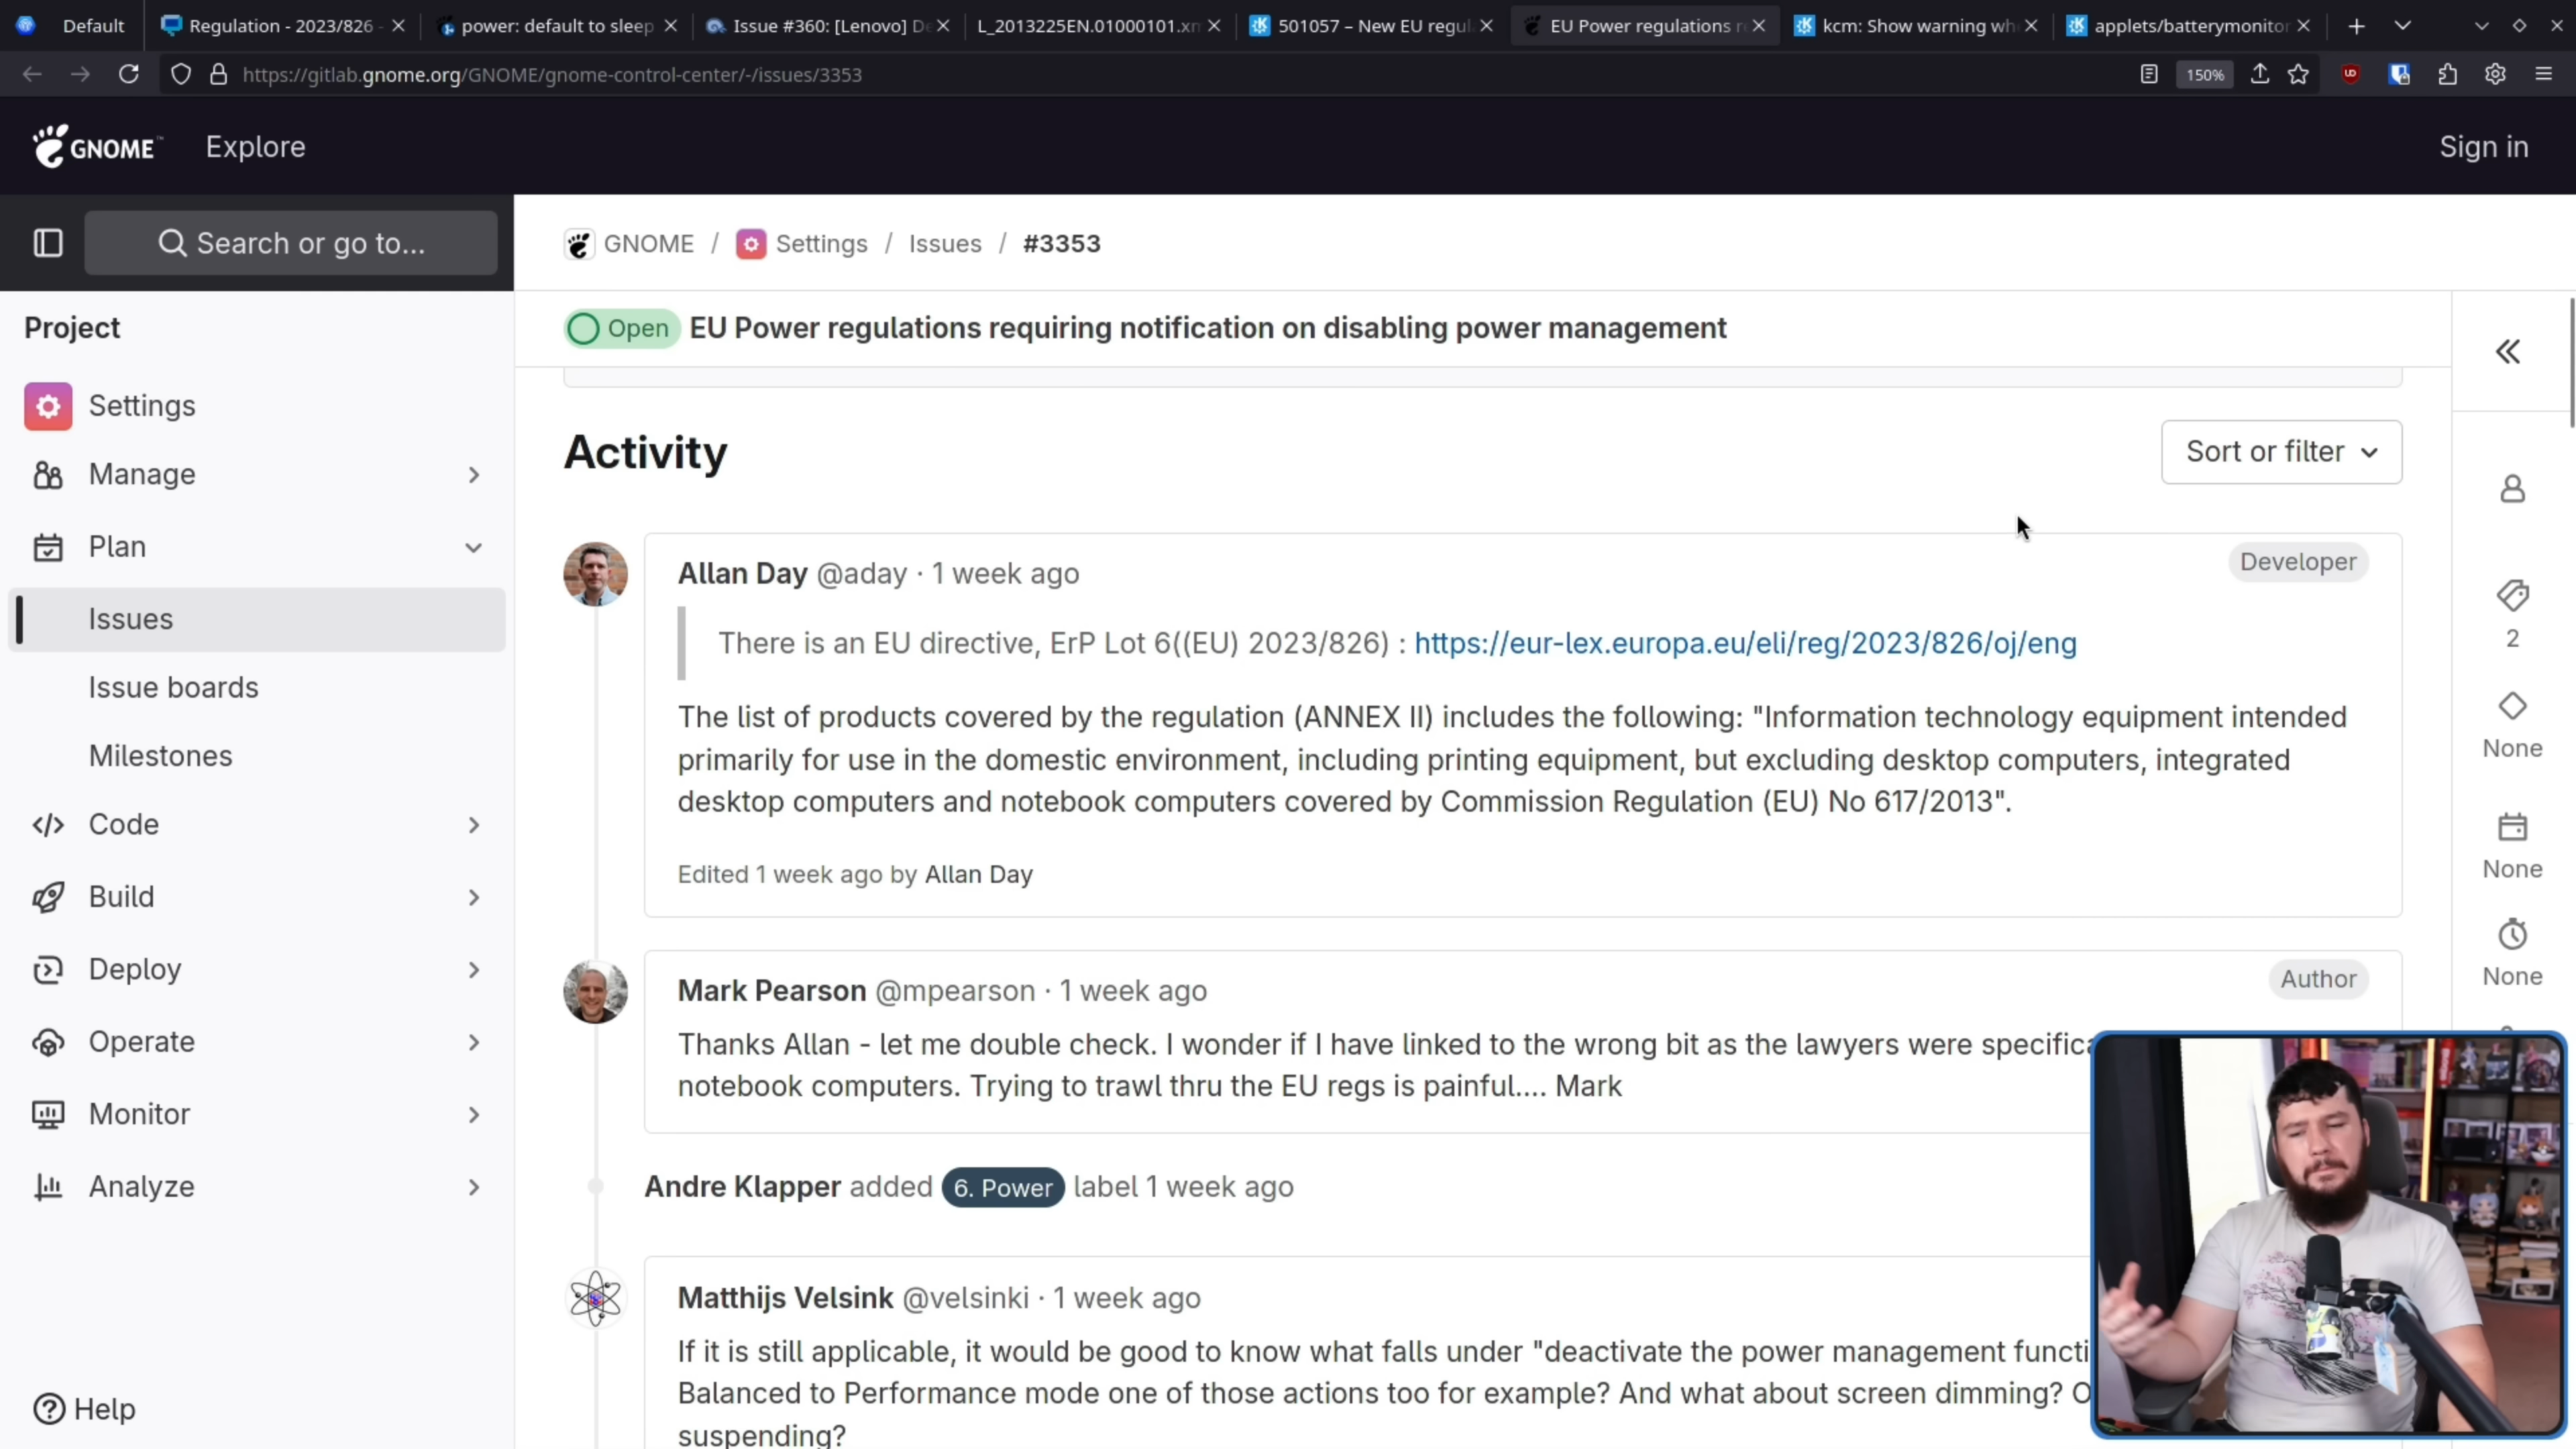 Default
Regulation - 2023/826 -
power: default to sleep
Issue #360: [Lenovo] De
L_2013225EN.01000101.xm
501057 – New EU regul
EU Power regulations re
kcm: Show warning wh
applets/batterymonitor
https://gitlab.gnome.org/GNOME/gnome-control-center/-/issues/3353
150%
GNOME™
Explore
Sign in
Search or go to...
GNOME / Settings / Issues / #3353
Project
Open
EU Power regulations requiring notification on disabling power management
Settings
Manage
Plan
Issues
Issue boards
Milestones
Code
Build
Deploy
Operate
Monitor
Analyze
Help
Activity
Sort or filter
Allan Day @aday · 1 week ago
Developer
There is an EU directive, ErP Lot 6((EU) 2023/826) : https://eur-lex.europa.eu/eli/reg/2023/826/oj/eng
The list of products covered by the regulation (ANNEX II) includes the following: "Information technology equipment intended
primarily for use in the domestic environment, including printing equipment, but excluding desktop computers, integrated
desktop computers and notebook computers covered by Commission Regulation (EU) No 617/2013".
Edited 1 week ago by Allan Day
Mark Pearson @mpearson · 1 week ago
Author
Thanks Allan - let me double check. I wonder if I have linked to the wrong bit as the lawyers were specifica
notebook computers. Trying to trawl thru the EU regs is painful.... Mark
Andre Klapper added 6. Power label 1 week ago
Matthijs Velsink @velsinki · 1 week ago
If it is still applicable, it would be good to know what falls under "deactivate the power management functi
Balanced to Performance mode one of those actions too for example? And what about screen dimming? O
suspending?
2
None
None
None